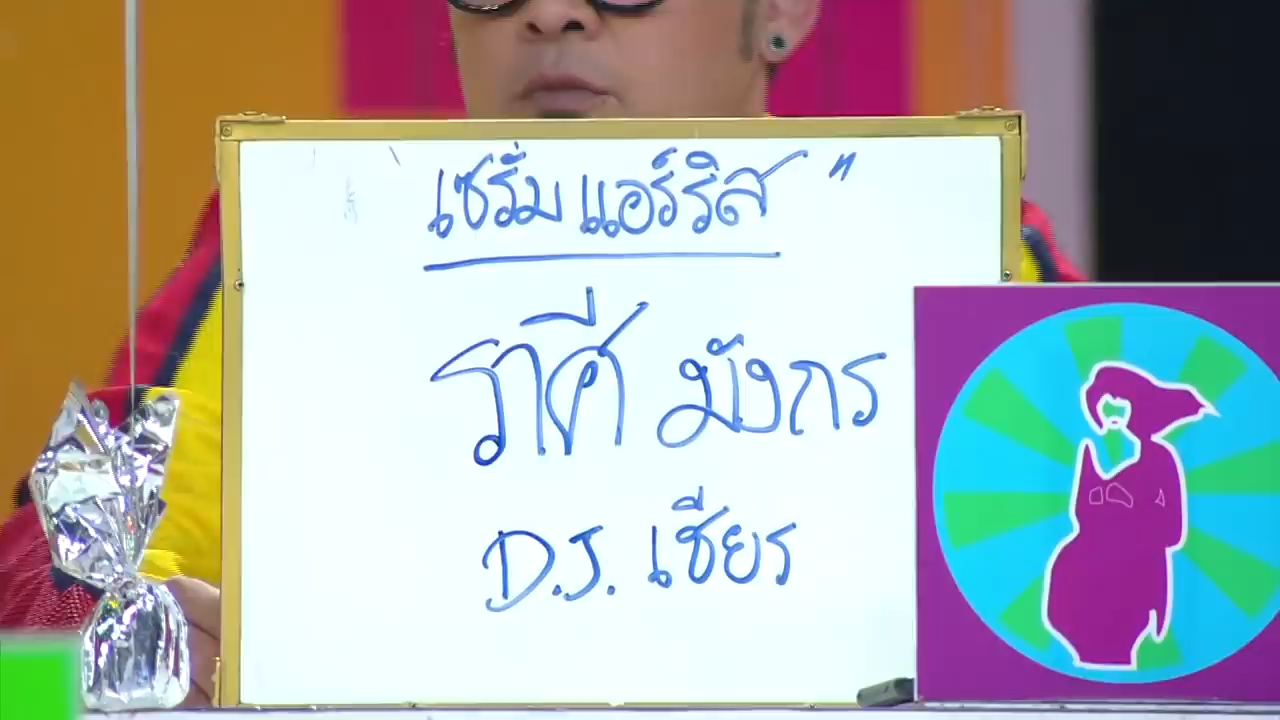 เซรั่ม แอร์ริส "
ราศี มังกร
D.J. เชียร